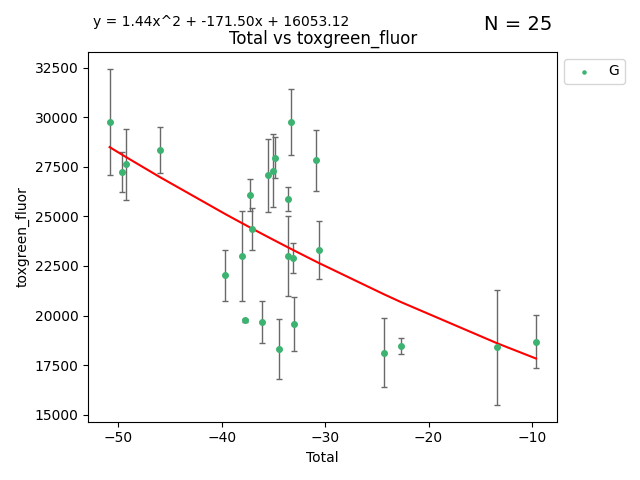 y = 1.44x^2 + -171.50x + 16053.12
N = 25
Total vs toxgreen_fluor
G
32500
30000
27500
25000
22500
20000
17500
15000
toxgreen_fluor
−50
−40
−30
−20
−10
Total